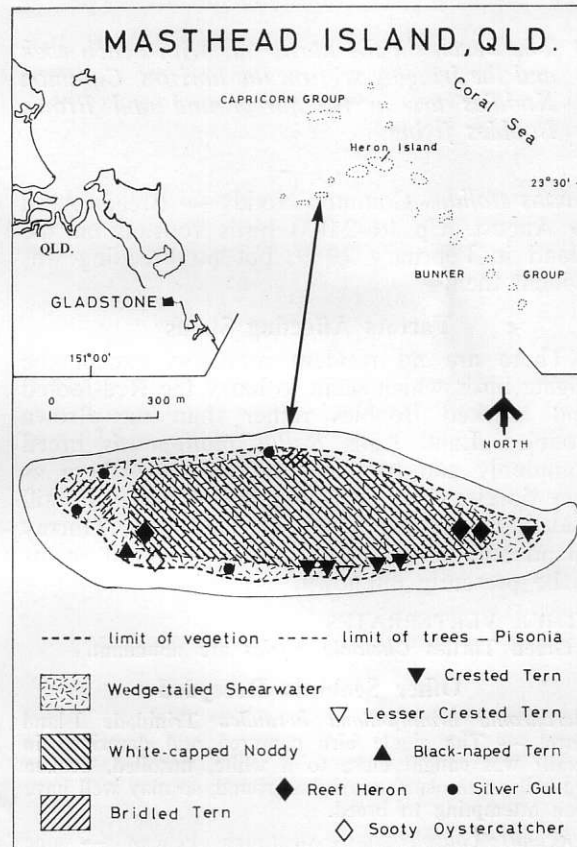 MASTHEAD ISLAND, QLD.
Coral Sea
CAPRICORN GROUP
Heron Island
23°30'
QLD.
BUNKER GROUP
GLADSTONE
151°00'
0 300 m
NORTH
limit of vegetion limit of trees – Pisonia
Wedge-tailed Shearwater
Crested Tern
Lesser Crested Tern
White-capped Noddy
Black-naped Tern
Reef Heron
Silver Gull
Bridled Tern
Sooty Oystercatcher